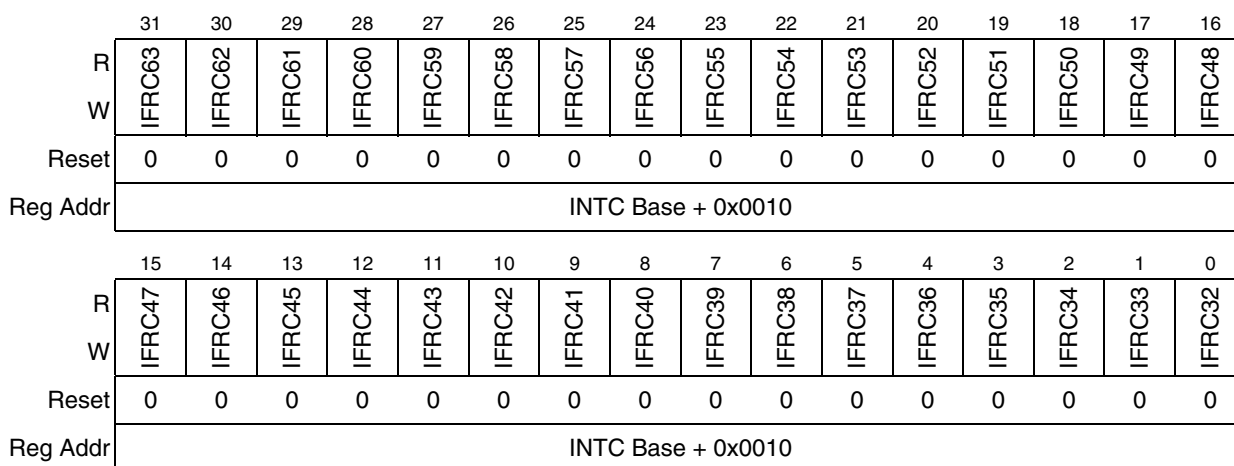 31 30 29 28 27 26 25 24 23 22 21 20 19 18 17 16
R
W
IFRC63 IFRC62 IFRC61 IFRC60 IFRC59 IFRC58 IFRC57 IFRC56 IFRC55 IFRC54 IFRC53 IFRC52 IFRC51 IFRC50 IFRC49 IFRC48
Reset 0 0 0 0 0 0 0 0 0 0 0 0 0 0 0 0
Reg Addr INTC Base + 0x0010
15 14 13 12 11 10 9 8 7 6 5 4 3 2 1 0
R
W
IFRC47 IFRC46 IFRC45 IFRC44 IFRC43 IFRC42 IFRC41 IFRC40 IFRC39 IFRC38 IFRC37 IFRC36 IFRC35 IFRC34 IFRC33 IFRC32
Reset 0 0 0 0 0 0 0 0 0 0 0 0 0 0 0 0
Reg Addr INTC Base + 0x0010